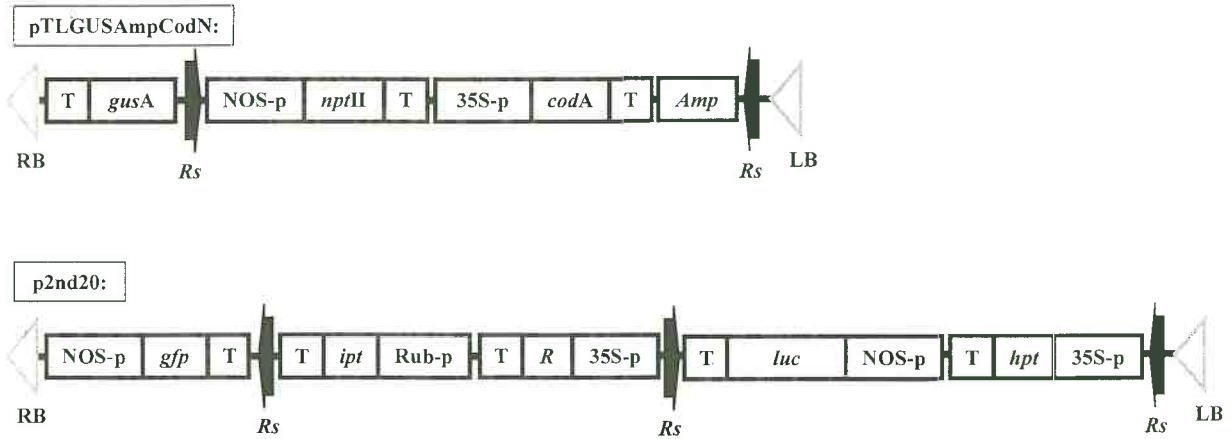 pTLGUSAmpCodN:
T gusA NOS-p nptII T 35S-p codA T Amp
RB Rs Rs LB
p2nd20:
NOS-p gfp T T ipt Rub-p T R 35S-p T luc NOS-p T hpt 35S-p
RB Rs Rs Rs LB